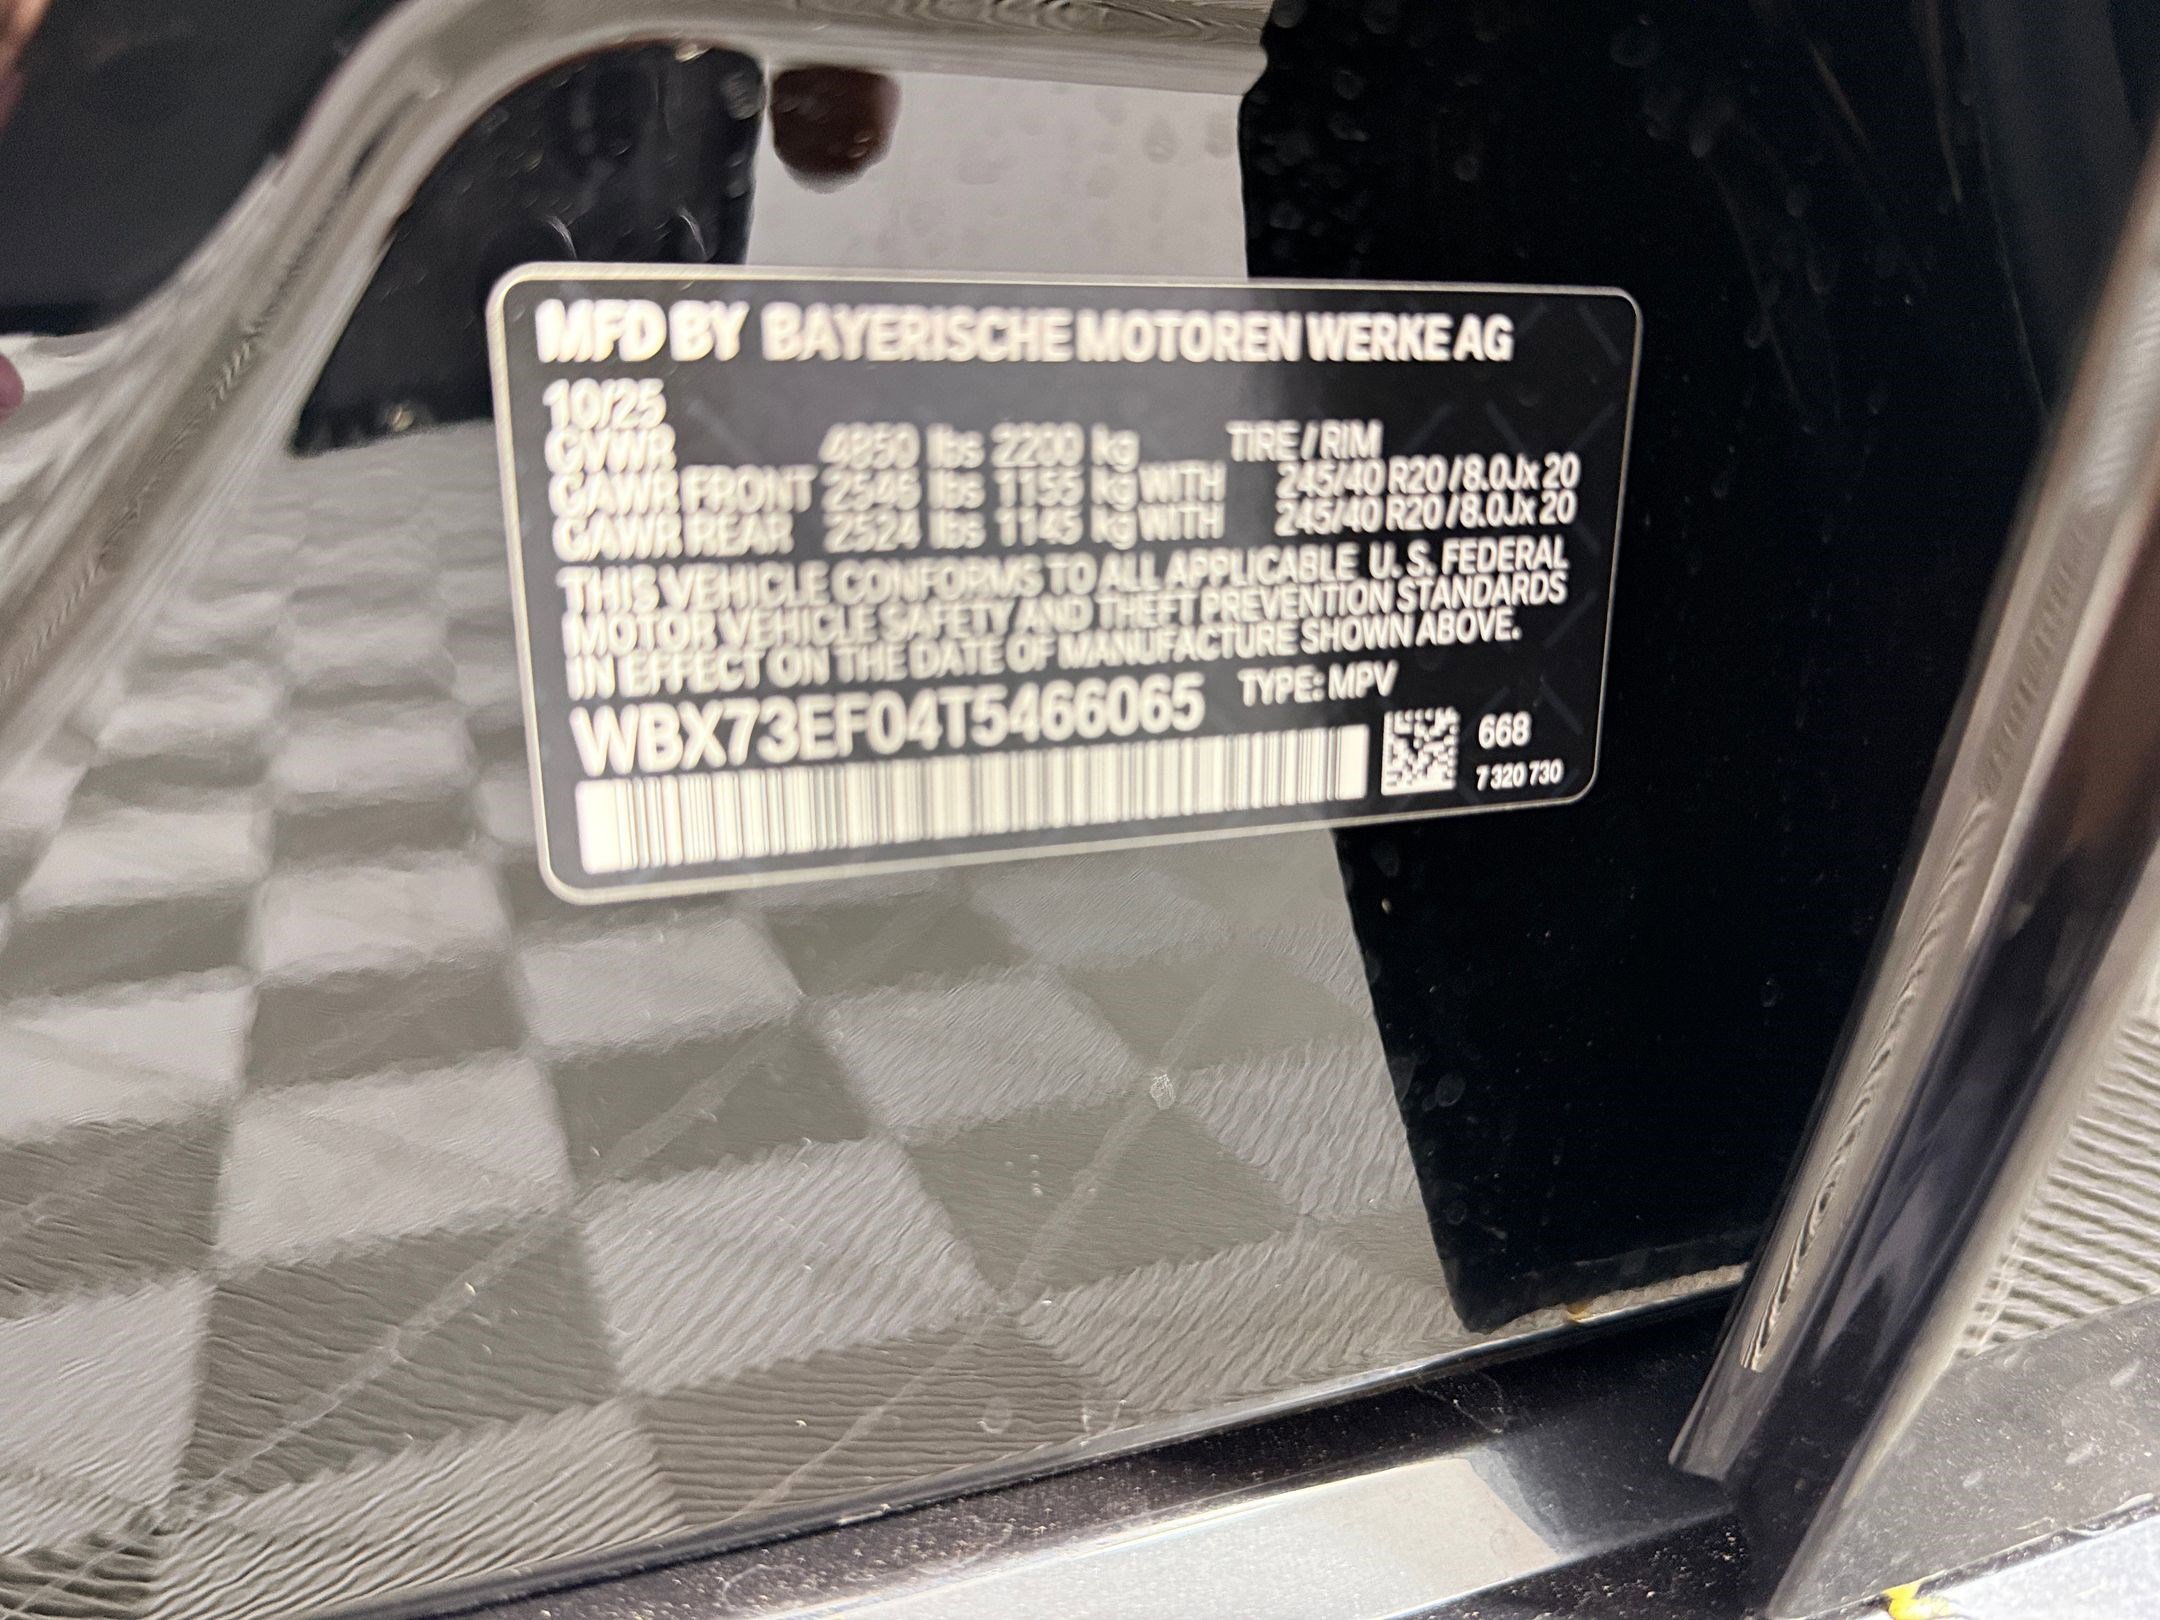 MFD BY BAYERISCHE MOTOREN WERKE AG
10/25
GVWR 4850 lbs 2200 kg TIRE / RIM
GAWR FRONT 2546 lbs 1155 kg WITH 245/40 R20 / 8.0Jx 20
GAWR REAR 2524 lbs 1145 kg WITH 245/40 R20 / 8.0Jx 20
THIS VEHICLE CONFORMS TO ALL APPLICABLE U. S. FEDERAL
MOTOR VEHICLE SAFETY AND THEFT PREVENTION STANDARDS
IN EFFECT ON THE DATE OF MANUFACTURE SHOWN ABOVE.
WBX73EF04T5466065 TYPE: MPV
668
7 320 730